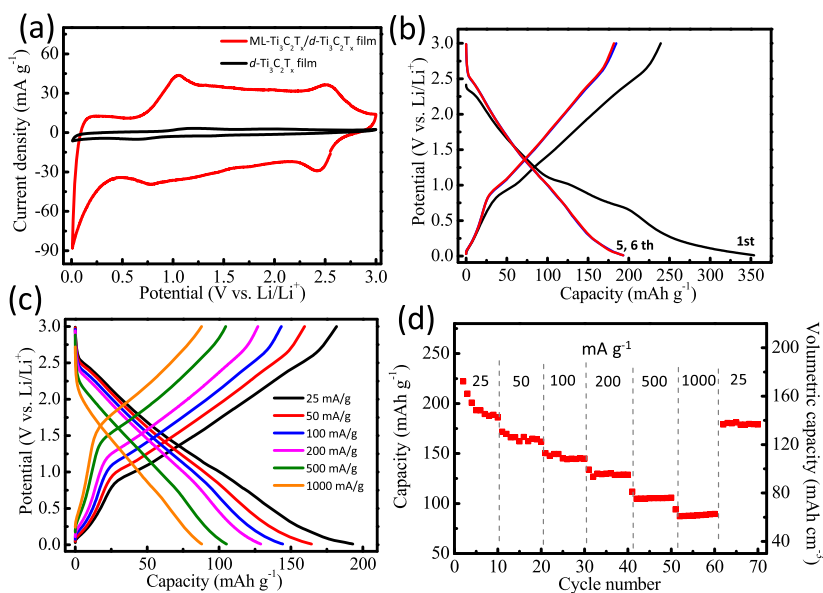 (a)
ML-Ti3C2Tx/d-Ti3C2Tx film
d-Ti3C2Tx film
Current density (mA g-1)
60
30
0
-30
-60
-90
0.0 0.5 1.0 1.5 2.0 2.5 3.0
Potential (V vs. Li/Li+)
(b)
Potential (V vs. Li/Li+)
3.0
2.5
2.0
1.5
1.0
0.5
0.0
5, 6 th
1st
0 50 100 150 200 250 300 350
Capacity (mAh g-1)
(c)
Potential (V vs. Li/Li+)
3.0
2.5
2.0
1.5
1.0
0.5
0.0
25 mA/g
50 mA/g
100 mA/g
200 mA/g
500 mA/g
1000 mA/g
0 50 100 150 200
Capacity (mAh g-1)
(d)
Capacity (mAh g-1)
250
225
200
175
150
125
100
75
50
mA g-1
25 50 100 200 500 1000 25
200
160
120
80
40
Volumetric capacity (mAh cm-3)
0 10 20 30 40 50 60 70
Cycle number